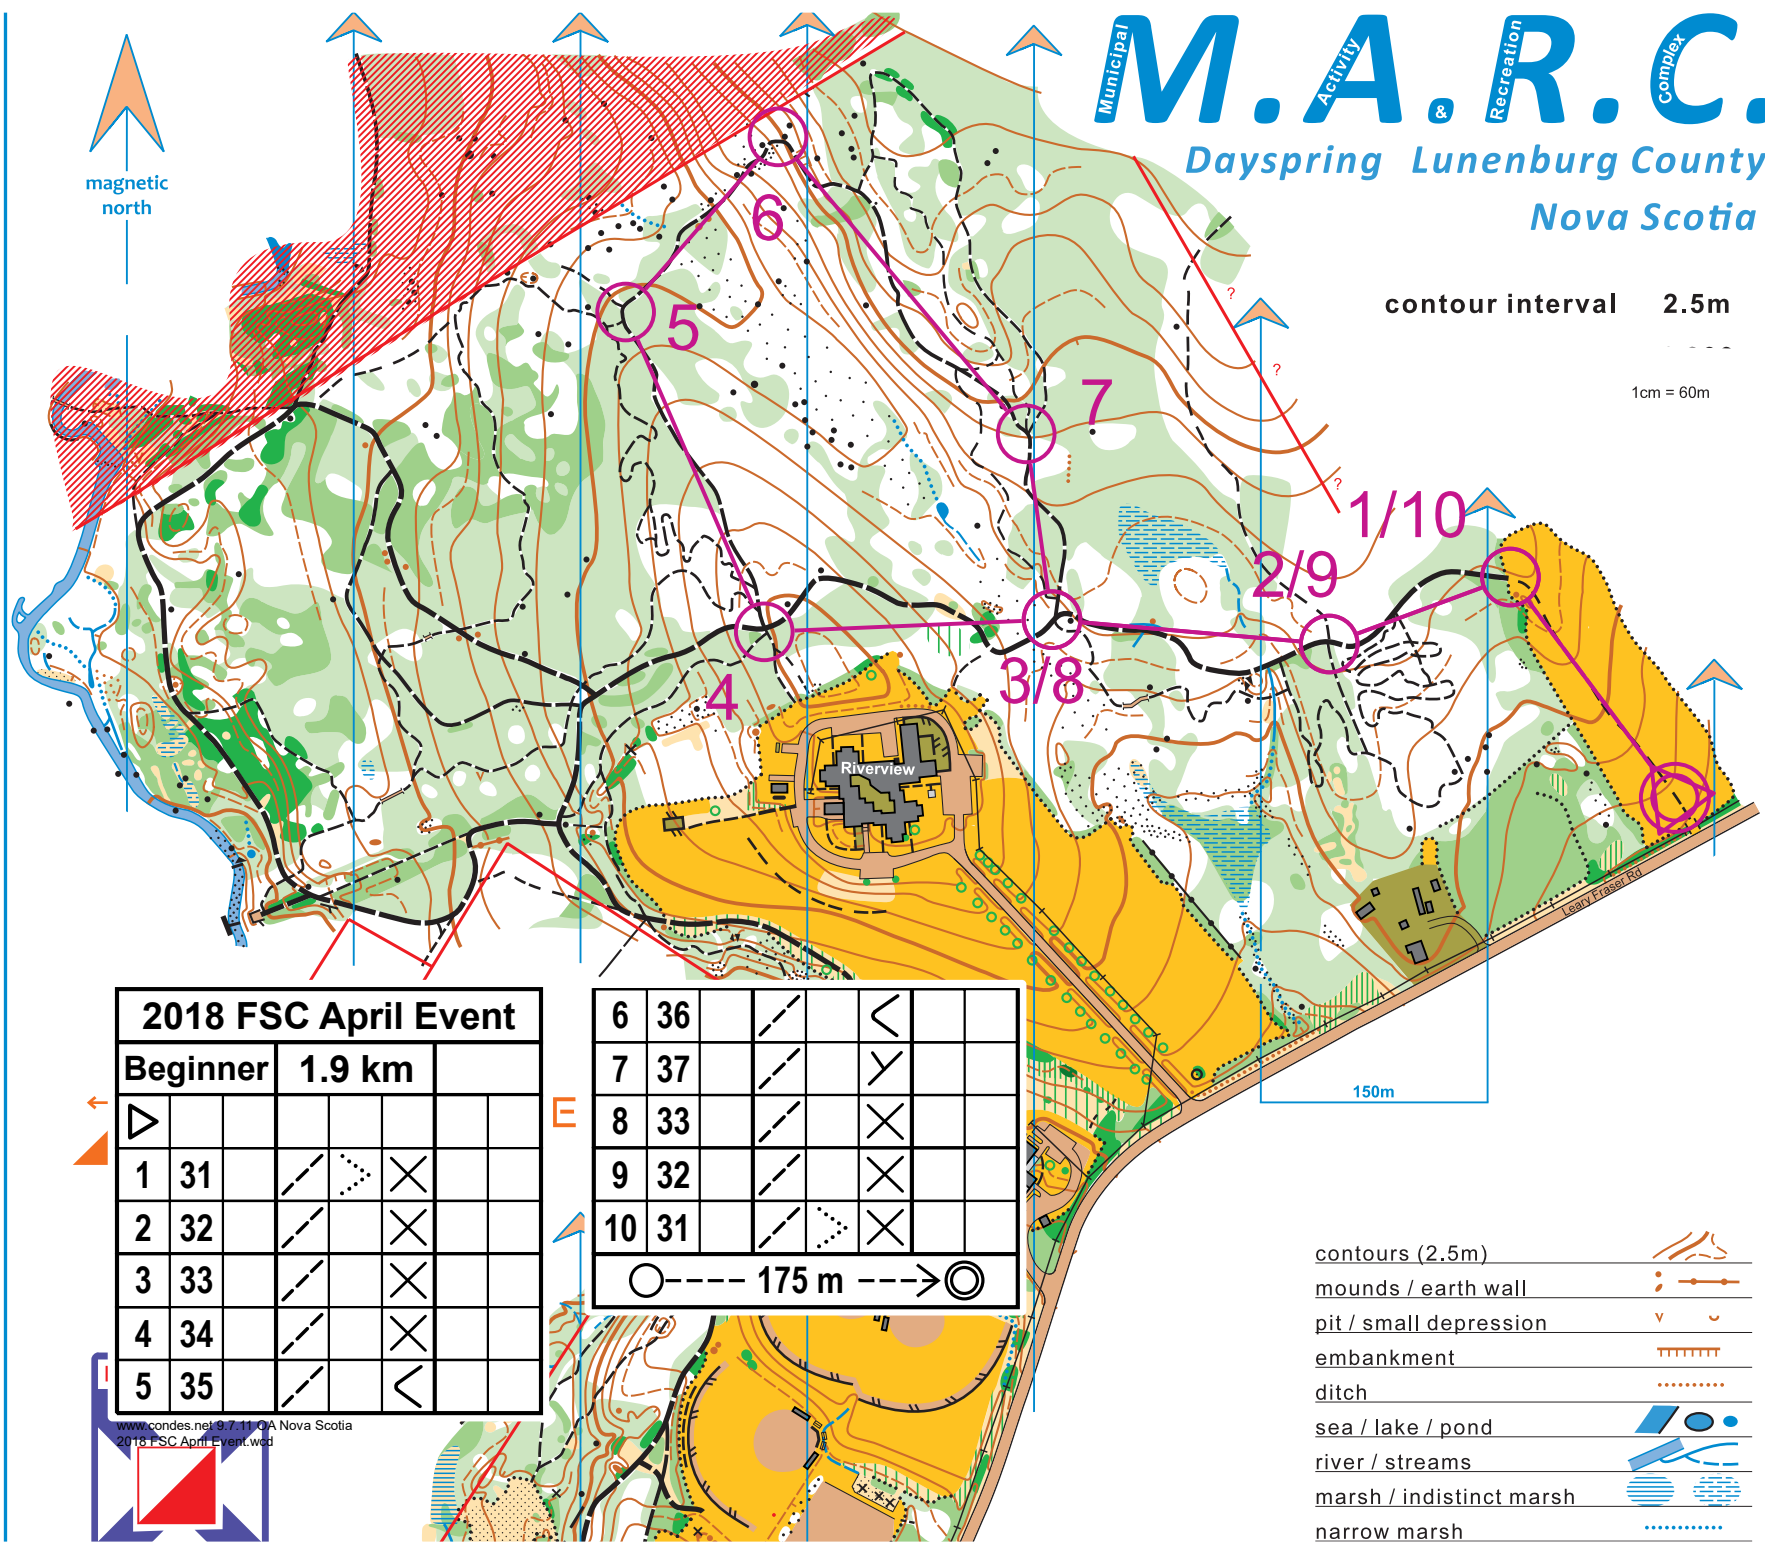 M.A.&R.C.
Municipal
Activity
Recreation
Complex
Dayspring Lunenburg County
Nova Scotia
magnetic
north
contour interval 2.5m
1cm = 60m
6
5
7
?
?
?
1/10
2/9
3/8
4
Riverview
Leary Fraser Rd
150m
2018 FSC April Event
Beginner 1.9 km
1 31
2 32
3 33
4 34
5 35
6 36
7 37
8 33
9 32
10 31
175 m
E
www.condes.net 9.7.11 OA Nova Scotia
2018 FSC April Event.wcd
contours (2.5m)
mounds / earth wall
pit / small depression
embankment
ditch
sea / lake / pond
river / streams
marsh / indistinct marsh
narrow marsh